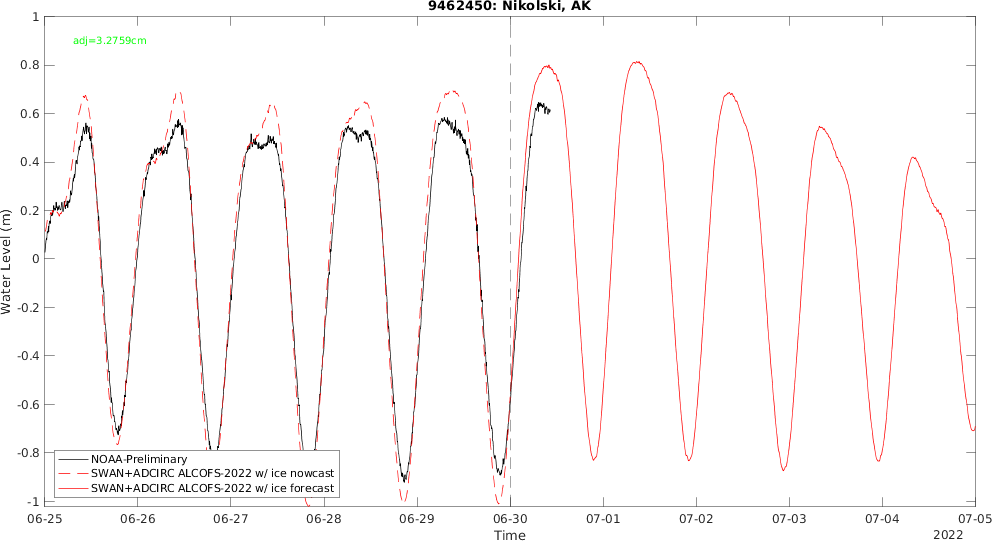 9462450: Nikolski, AK
adj=3.2759cm
1
0.8
0.6
0.4
0.2
0
-0.2
-0.4
-0.6
-0.8
-1
Water Level (m)
NOAA-Preliminary
SWAN+ADCIRC ALCOFS-2022 w/ ice nowcast
SWAN+ADCIRC ALCOFS-2022 w/ ice forecast
06-25 06-26 06-27 06-28 06-29 06-30 07-01 07-02 07-03 07-04 07-05
Time
2022